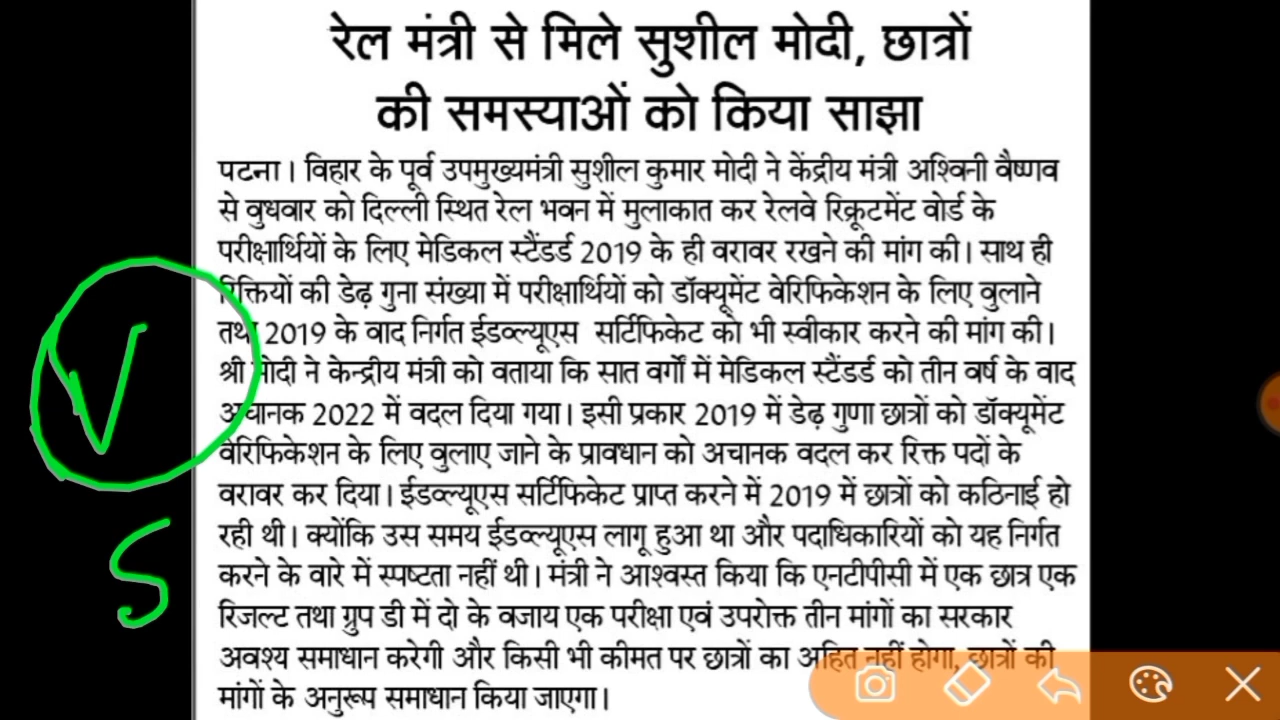 रेल मंत्री से मिले सुशील मोदी, छात्रों
की समस्याओं को किया साझा
पटना। विहार के पूर्व उपमुख्यमंत्री सुशील कुमार मोदी ने केंद्रीय मंत्री अश्विनी वैष्णव
से वुधवार को दिल्ली स्थित रेल भवन में मुलाकात कर रेलवे रिक्रूटमेंट वोर्ड के
परीक्षार्थियों के लिए मेडिकल स्टैंडर्ड 2019 के ही वरावर रखने की मांग की। साथ ही
रिक्तियों की डेढ़ गुना संख्या में परीक्षार्थियों को डॉक्यूमेंट वेरिफिकेशन के लिए वुलाने
तथा 2019 के वाद निर्गत ईडव्ल्यूएस सर्टिफिकेट को भी स्वीकार करने की मांग की।
श्री मोदी ने केन्द्रीय मंत्री को वताया कि सात वर्गों में मेडिकल स्टैंडर्ड को तीन वर्ष के वाद
अचानक 2022 में वदल दिया गया। इसी प्रकार 2019 में डेढ़ गुणा छात्रों को डॉक्यूमेंट
वेरिफिकेशन के लिए वुलाए जाने के प्रावधान को अचानक वदल कर रिक्त पदों के
वरावर कर दिया। ईडव्ल्यूएस सर्टिफिकेट प्राप्त करने में 2019 में छात्रों को कठिनाई हो
रही थी। क्योंकि उस समय ईडव्ल्यूएस लागू हुआ था और पदाधिकारियों को यह निर्गत
करने के वारे में स्पष्टता नहीं थी। मंत्री ने आश्वस्त किया कि एनटीपीसी में एक छात्र एक
रिजल्ट तथा ग्रुप डी में दो के वजाय एक परीक्षा एवं उपरोक्त तीन मांगों का सरकार
अवश्य समाधान करेगी और किसी भी कीमत पर छात्रों का अहित नहीं होगा, छात्रों की
मांगों के अनुरूप समाधान किया जाएगा।
V
S